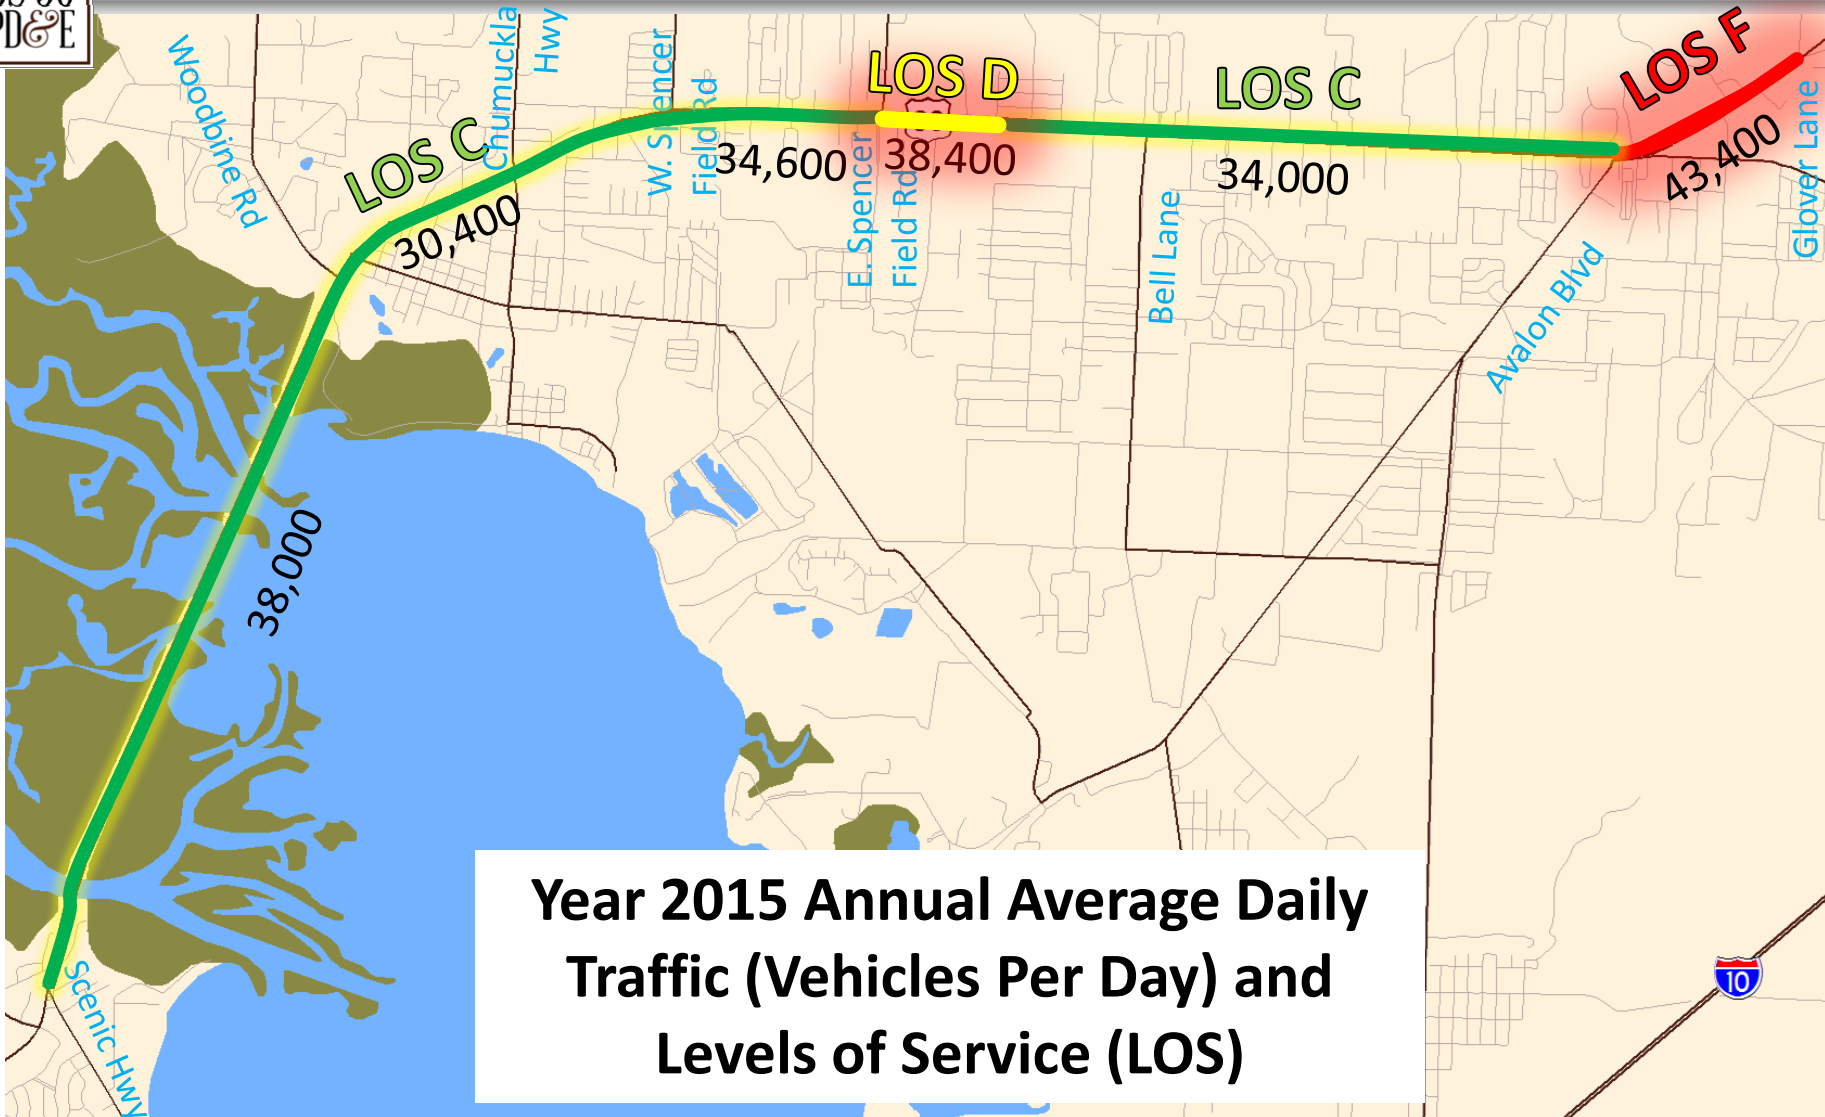 PD&E
Woodbine Rd
Chumuckla
Hwy
W. Spencer
Field Rd
LOS D
LOS C
LOS F
LOS C
30,400
34,600
E. Spencer
Field Rd
38,400
34,000
43,400
Glover Lane
Bell Lane
Avalon Blvd
38,000
Scenic Hwy
10
Year 2015 Annual Average Daily
Traffic (Vehicles Per Day) and
Levels of Service (LOS)